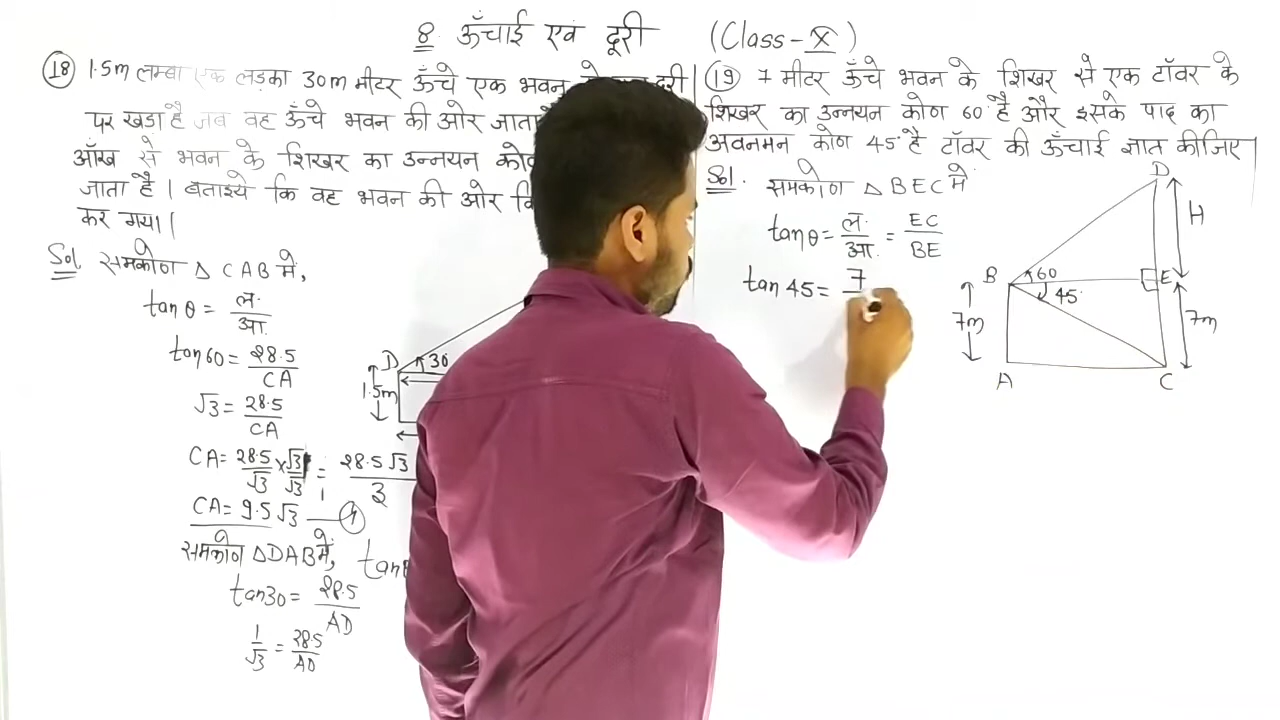 8. ऊँचाई एवं दूरी (Class-X)
(18) 1.5m लम्बा एक लड़का 30m मीटर ऊँचे एक भवन दूरी
पर खडा है जब वह ऊँचे भवन की ओर जाता
आँख से भवन के शिखर का उन्नयन
जाता है। बताइये कि वह भवन की ओर
कर गया।
Sol. समकोण △ CAB में,
tan θ = ल. / आ.
tan 60 = 28.5 / CA
√3 = 28.5 / CA
CA = 28.5 / √3 × √3 / √3 = 28.5 √3 / 3
CA = 9.5 √3 — (1)
समकोण △DAB में,
tan30 = 28.5 / AD
1 / √3 = 28.5 / AD
D 30
1.5m
(19) 7 मीटर ऊँचे भवन के शिखर से एक टॉवर के
शिखर का उन्नयन कोण 60° है और इसके पाद का
अवनमन कोण 45° है टॉवर की ऊँचाई ज्ञात कीजिए
Sol. समकोण △ BEC में
tan θ = ल. / आ. = EC / BE
tan 45 = 7
D
H
B 60 E
45
7m 7m
A C